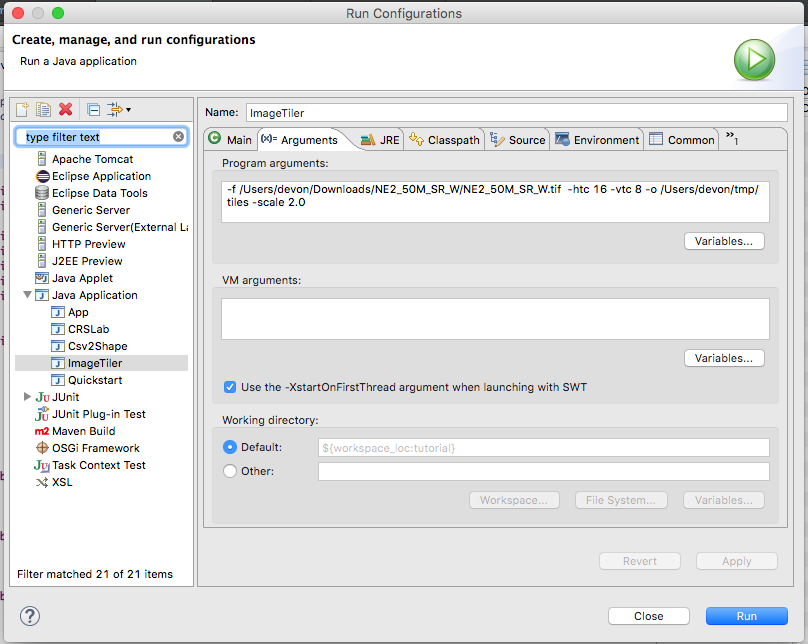 Run Configurations
Create, manage, and run configurations
Run a Java application
type filter text
Apache Tomcat
Eclipse Application
Eclipse Data Tools
Generic Server
Generic Server(External La
HTTP Preview
J2EE Preview
Java Applet
Java Application
App
CRSLab
Csv2Shape
ImageTiler
Quickstart
JUnit
JUnit Plug-in Test
Maven Build
OSGi Framework
Task Context Test
XSL
Filter matched 21 of 21 items
Name: ImageTiler
Main (x)= Arguments JRE Classpath Source Environment Common »1
Program arguments:
-f /Users/devon/Downloads/NE2_50M_SR_W/NE2_50M_SR_W.tif -htc 16 -vtc 8 -o /Users/devon/tmp/
tiles -scale 2.0
Variables...
VM arguments:
Variables...
Use the -XstartOnFirstThread argument when launching with SWT
Working directory:
Default: ${workspace_loc:tutorial}
Other:
Workspace... File System... Variables...
Revert Apply
? Close Run